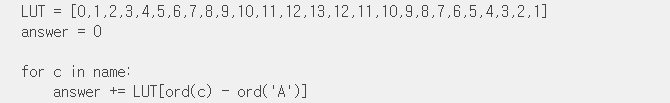 LUT = [0,1,2,3,4,5,6,7,8,9,10,11,12,13,12,11,10,9,8,7,6,5,4,3,2,1]
answer = 0
for c in name:
    answer += LUT[ord(c) - ord('A')]